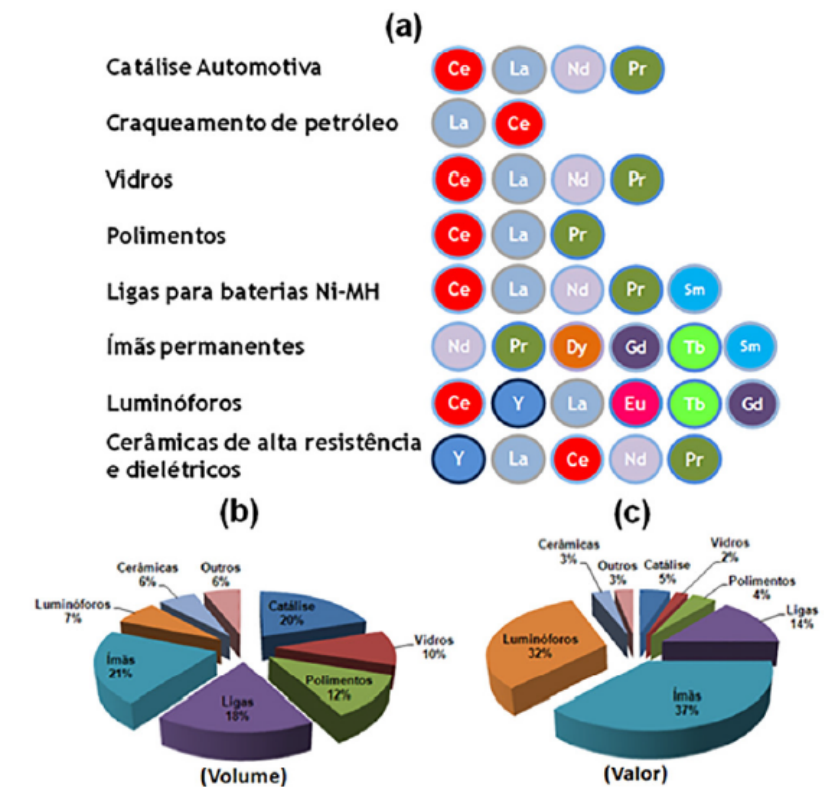 (a)
Catálise Automotiva Ce La Nd Pr
Craqueamento de petróleo La Ce
Vidros Ce La Nd Pr
Polimentos Ce La Pr
Ligas para baterias Ni-MH Ce La Nd Pr Sm
Ímãs permanentes Nd Pr Dy Gd Tb Sm
Luminóforos Ce Y La Eu Tb Gd
Cerâmicas de alta resistência
e dielétricos Y La Ce Nd Pr
(b)
Cerâmicas
6%
Outros
6%
Luminóforos
7%
Catálise
20%
Vidros
10%
Ímãs
21%
Polimentos
12%
Ligas
18%
(Volume)
(c)
Cerâmicas
3%
Outros
3%
Catálise
5%
Vidros
2%
Polimentos
4%
Ligas
14%
Luminóforos
32%
Ímãs
37%
(Valor)